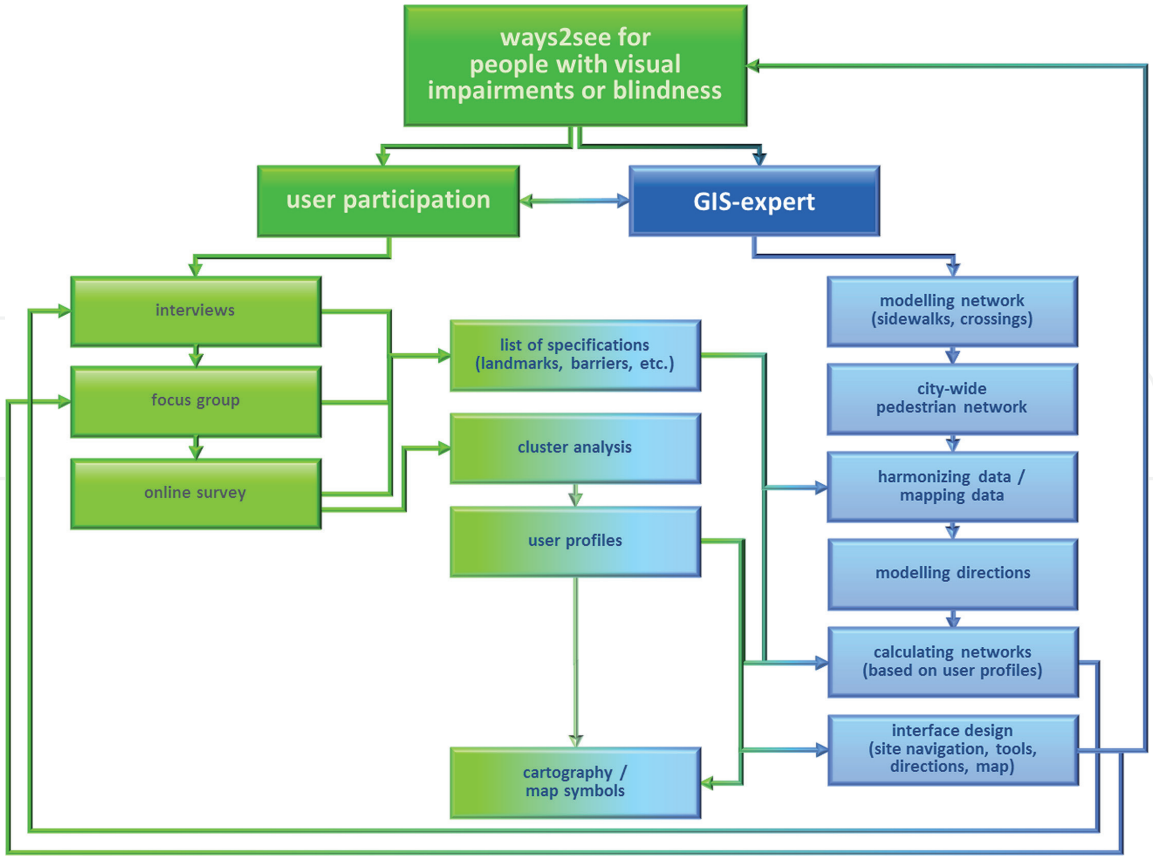 ways2see for
people with visual
impairments or blindness
user participation
GIS-expert
interviews
focus group
online survey
list of specifications
(landmarks, barriers, etc.)
cluster analysis
user profiles
cartography /
map symbols
modelling network
(sidewalks, crossings)
city-wide
pedestrian network
harmonizing data /
mapping data
modelling directions
calculating networks
(based on user profiles)
interface design
(site navigation, tools,
directions, map)